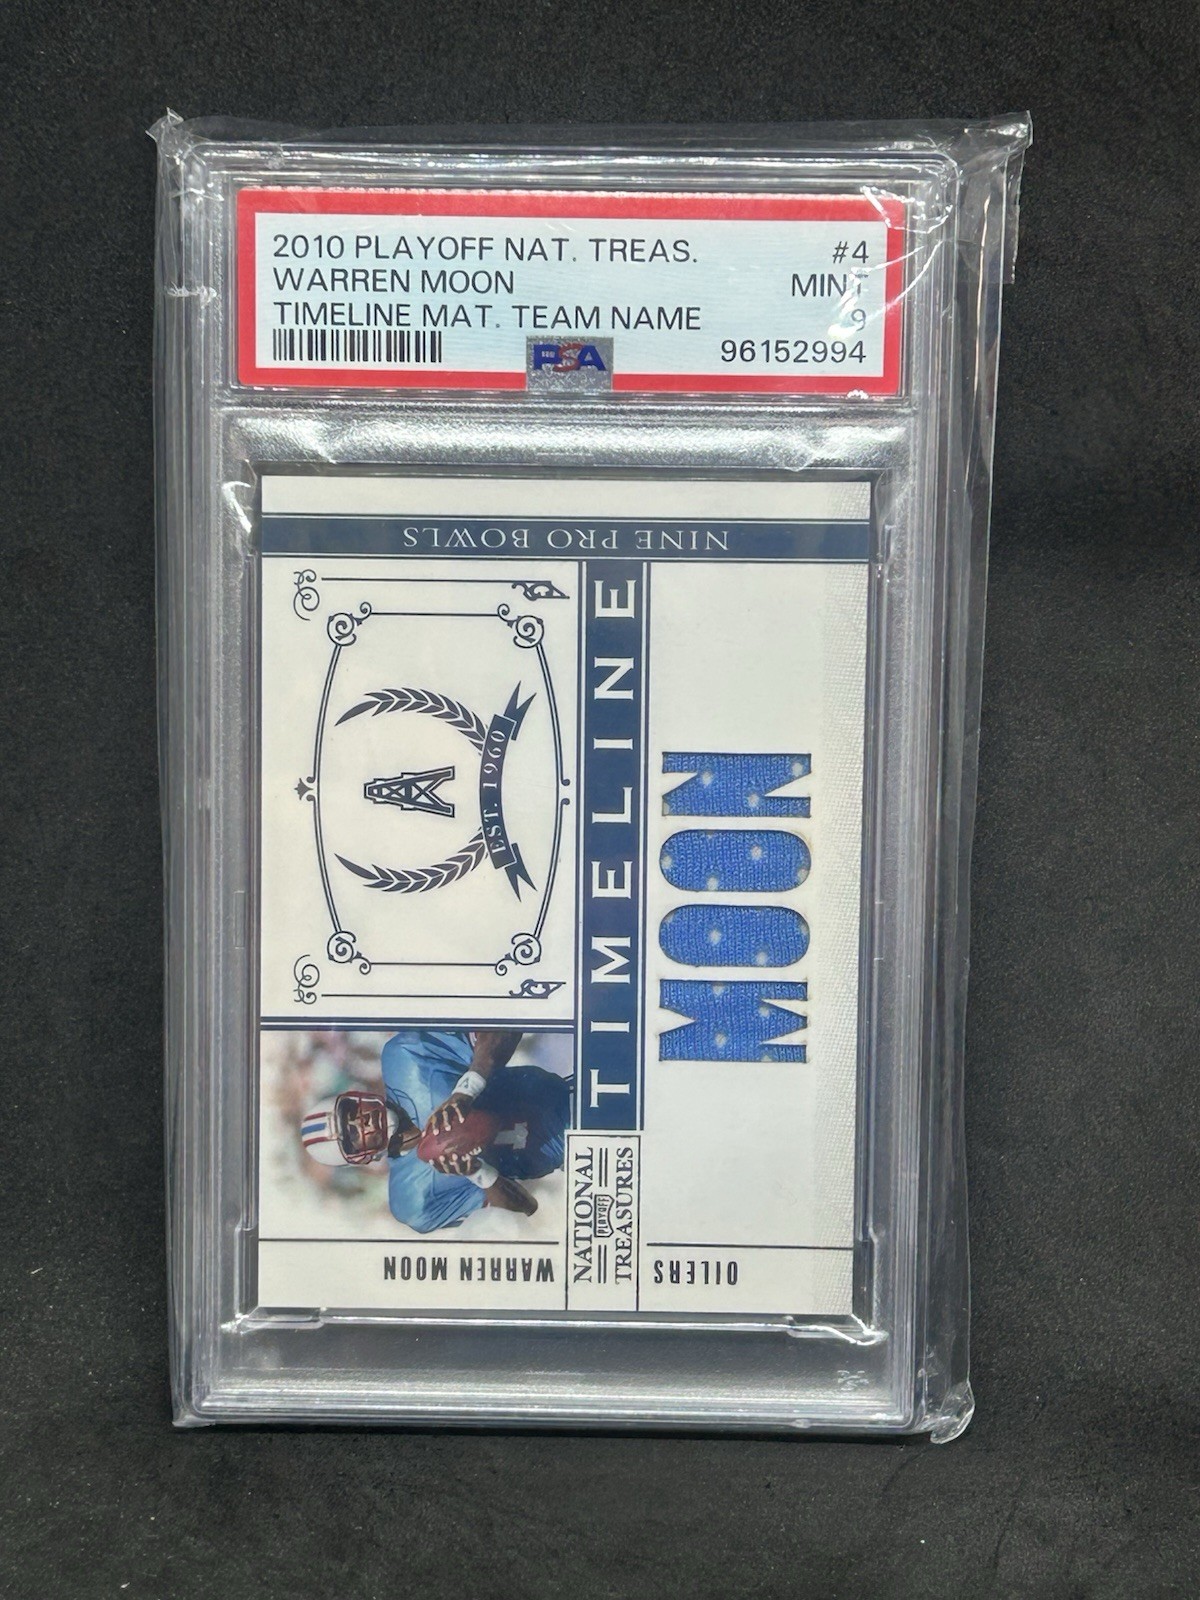 2010 PLAYOFF NAT. TREAS. #4
WARREN MOON MINT
TIMELINE MAT. TEAM NAME 9
PSA 96152994
NINE PRO BOWLS
EST. 1960
TIMELINE
MOON
NATIONAL
PLAYOFF
TREASURES
WARREN MOON
OILERS